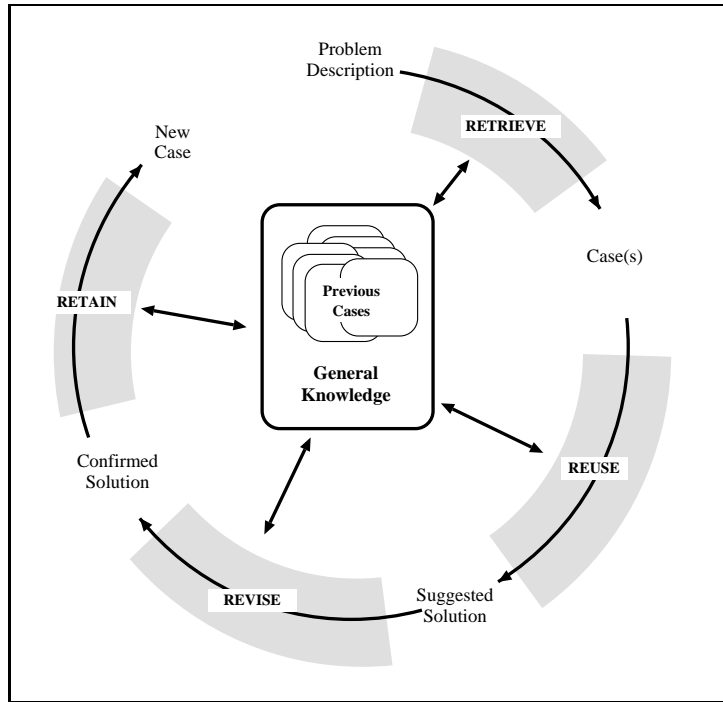 Problem
Description
RETRIEVE
New
Case
Case(s)
RETAIN
Previous
Cases
General
Knowledge
REUSE
Confirmed
Solution
Suggested
Solution
REVISE